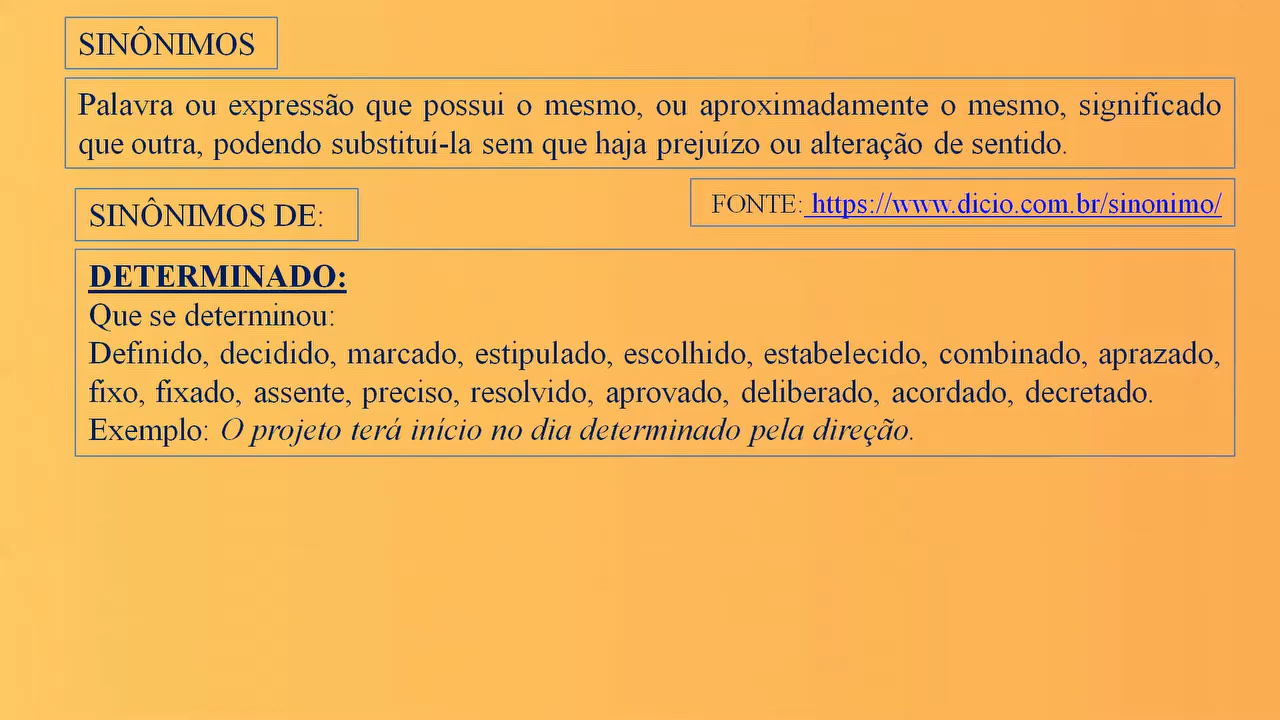 SINÔNIMOS
Palavra ou expressão que possui o mesmo, ou aproximadamente o mesmo, significado
que outra, podendo substituí-la sem que haja prejuízo ou alteração de sentido.
FONTE: https://www.dicio.com.br/sinonimo/
SINÔNIMOS DE:
DETERMINADO:
Que se determinou:
Definido, decidido, marcado, estipulado, escolhido, estabelecido, combinado, aprazado,
fixo, fixado, assente, preciso, resolvido, aprovado, deliberado, acordado, decretado.
Exemplo: O projeto terá início no dia determinado pela direção.